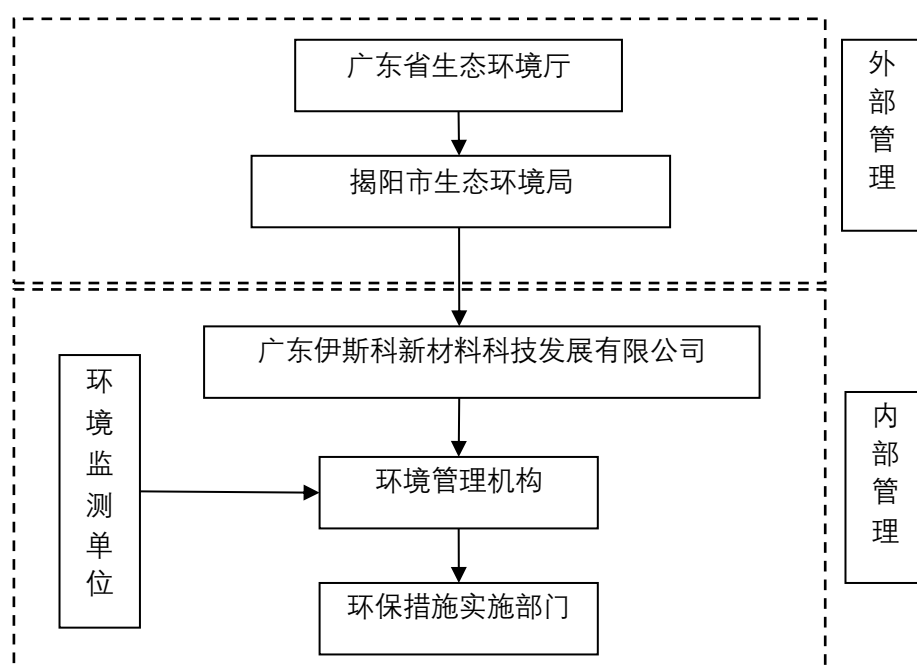 广东省生态环境厅
外部管理
揭阳市生态环境局
广东伊斯科新材料科技发展有限公司
环境监测单位
内部管理
环境管理机构
环保措施实施部门